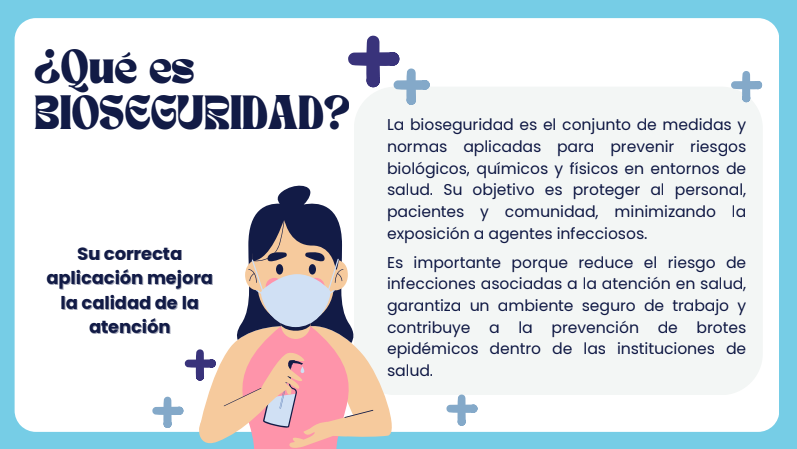 ¿Qué es
BIOSEGURIDAD?
Su correcta
aplicación mejora
la calidad de la
atención
La bioseguridad es el conjunto de medidas y
normas aplicadas para prevenir riesgos
biológicos, químicos y físicos en entornos de
salud. Su objetivo es proteger al personal,
pacientes y comunidad, minimizando la
exposición a agentes infecciosos.
Es importante porque reduce el riesgo de
infecciones asociadas a la atención en salud,
garantiza un ambiente seguro de trabajo y
contribuye a la prevención de brotes
epidémicos dentro de las instituciones de
salud.